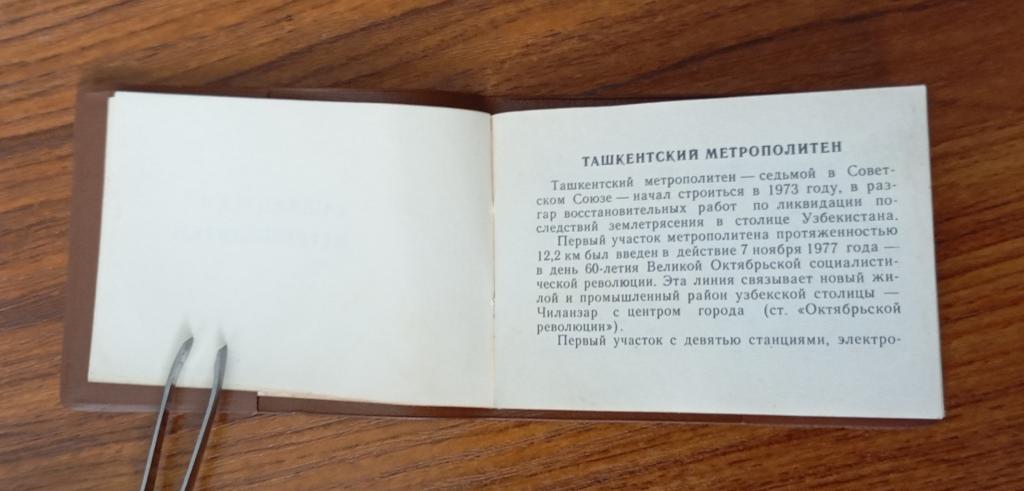 ТАШКЕНТСКИЙ МЕТРОПОЛИТЕН
Ташкентский метрополитен — седьмой в Совет-
ском Союзе — начал строиться в 1973 году, в раз-
гар восстановительных работ по ликвидации по-
следствий землетрясения в столице Узбекистана.
Первый участок метрополитена протяженностью
12,2 км был введен в действие 7 ноября 1977 года —
в день 60-летия Великой Октябрьской социалисти-
ческой революции. Эта линия связывает новый жи-
лой и промышленный район узбекской столицы —
Чиланзар с центром города (ст. «Октябрьской
революции»).
Первый участок с девятью станциями, электро-